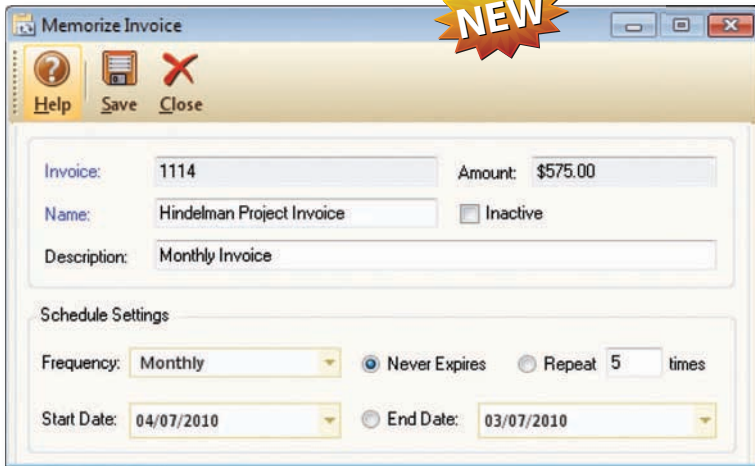 Memorize Invoice
NEW
Help Save Close
Invoice: 1114 Amount: $575.00
Name: Hindelman Project Invoice Inactive
Description: Monthly Invoice
Schedule Settings
Frequency: Monthly Never Expires Repeat 5 times
Start Date: 04/07/2010 End Date: 03/07/2010